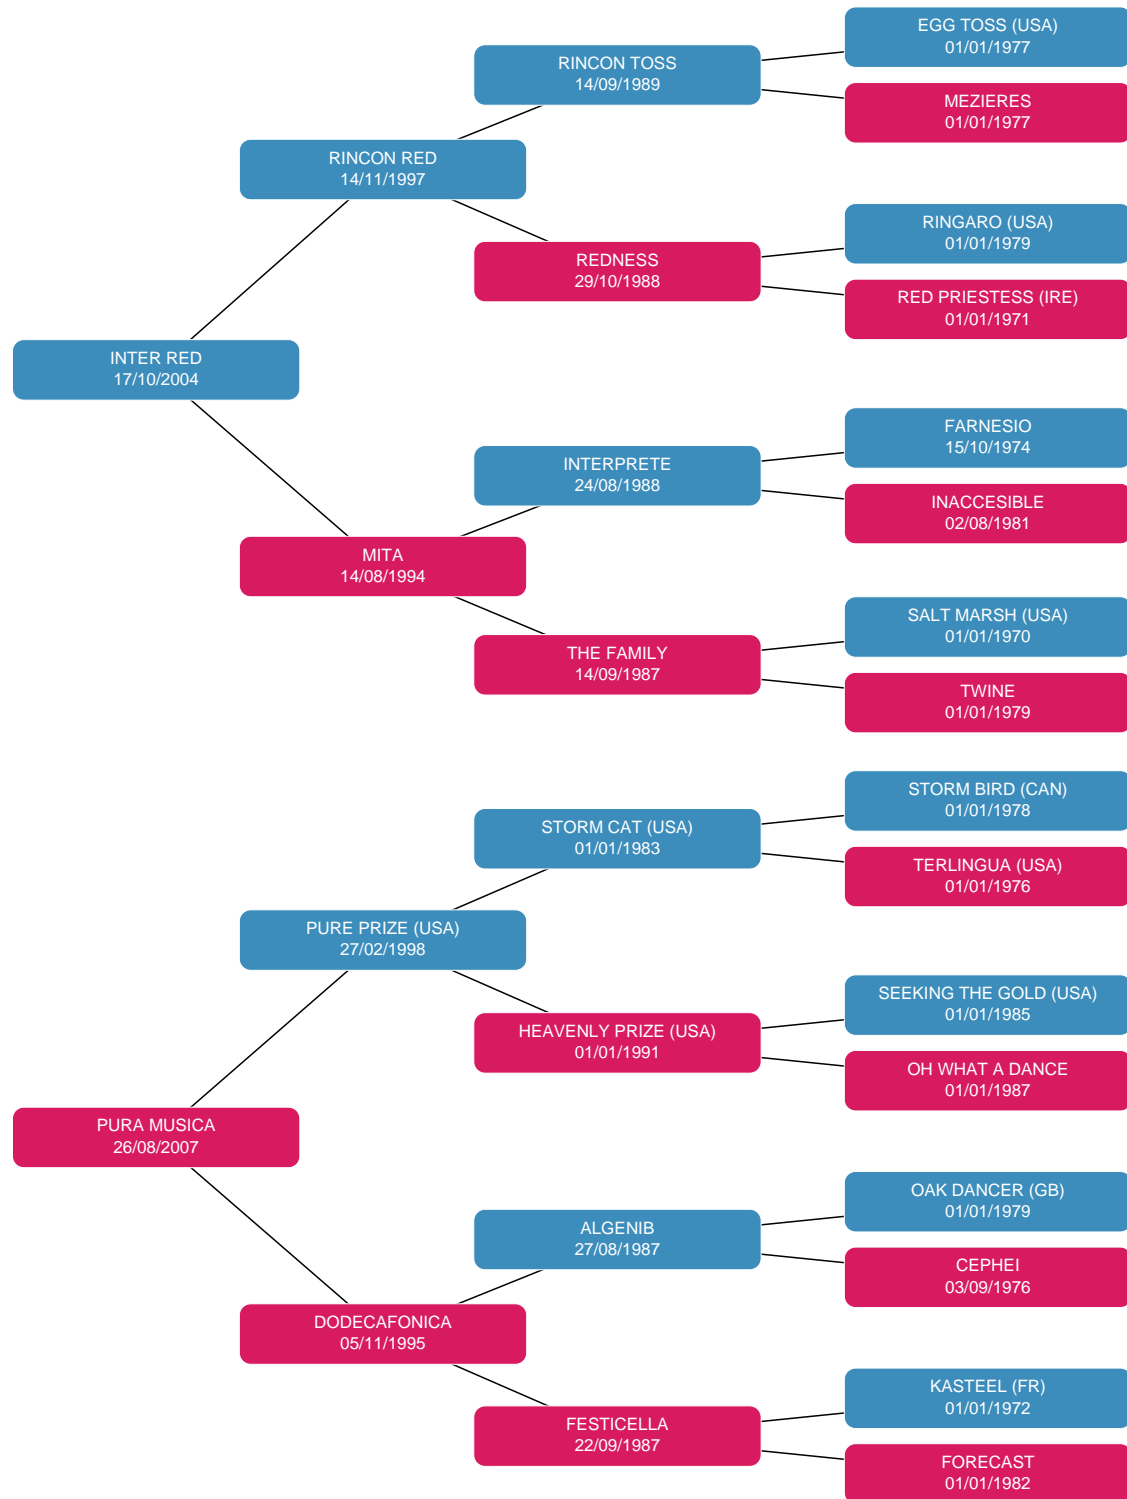 EGG TOSS (USA)
01/01/1977
RINCON TOSS
14/09/1989
MEZIERES
01/01/1977
RINCON RED
14/11/1997
RINGARO (USA)
01/01/1979
REDNESS
29/10/1988
RED PRIESTESS (IRE)
01/01/1971
INTER RED
17/10/2004
FARNESIO
15/10/1974
INTERPRETE
24/08/1988
INACCESIBLE
02/08/1981
MITA
14/08/1994
SALT MARSH (USA)
01/01/1970
THE FAMILY
14/09/1987
TWINE
01/01/1979
STORM BIRD (CAN)
01/01/1978
STORM CAT (USA)
01/01/1983
TERLINGUA (USA)
01/01/1976
PURE PRIZE (USA)
27/02/1998
SEEKING THE GOLD (USA)
01/01/1985
HEAVENLY PRIZE (USA)
01/01/1991
OH WHAT A DANCE
01/01/1987
PURA MUSICA
26/08/2007
OAK DANCER (GB)
01/01/1979
ALGENIB
27/08/1987
CEPHEI
03/09/1976
DODECAFONICA
05/11/1995
KASTEEL (FR)
01/01/1972
FESTICELLA
22/09/1987
FORECAST
01/01/1982